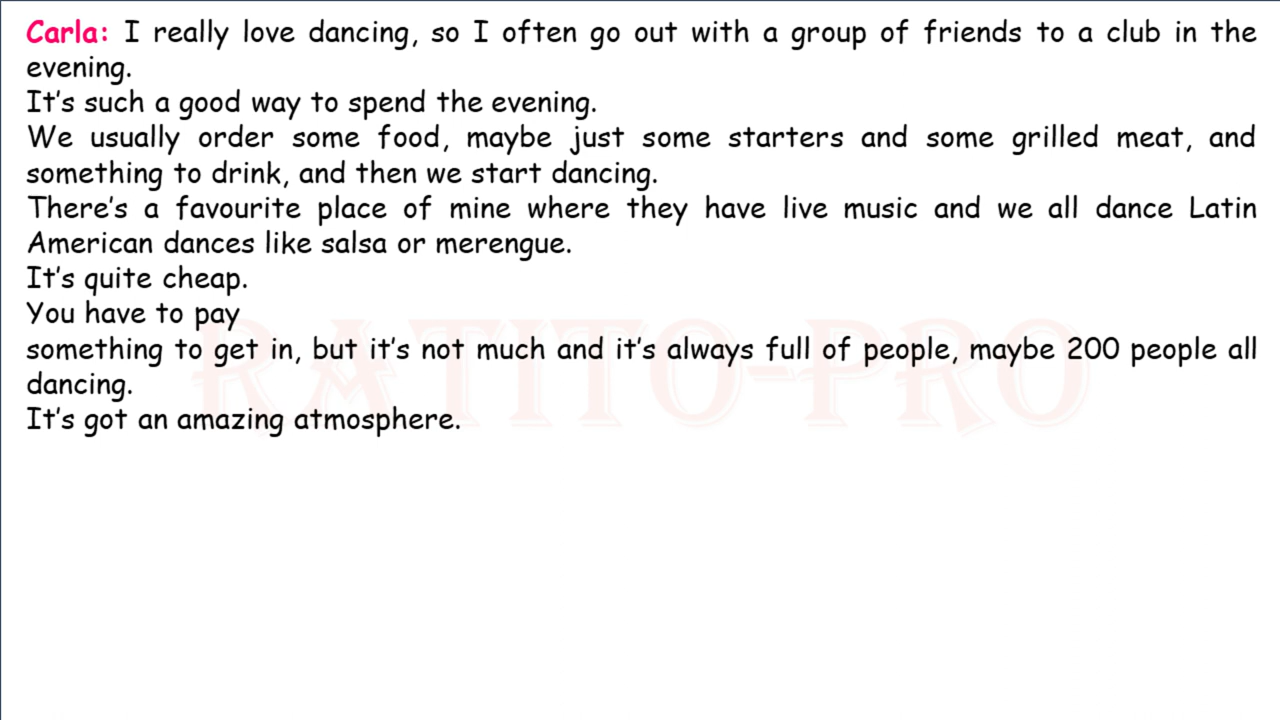 Carla: I really love dancing, so I often go out with a group of friends to a club in the
evening.
It's such a good way to spend the evening.
We usually order some food, maybe just some starters and some grilled meat, and
something to drink, and then we start dancing.
There's a favourite place of mine where they have live music and we all dance Latin
American dances like salsa or merengue.
It's quite cheap.
You have to pay
something to get in, but it's not much and it's always full of people, maybe 200 people all
dancing.
It's got an amazing atmosphere.
RATITO-PRO